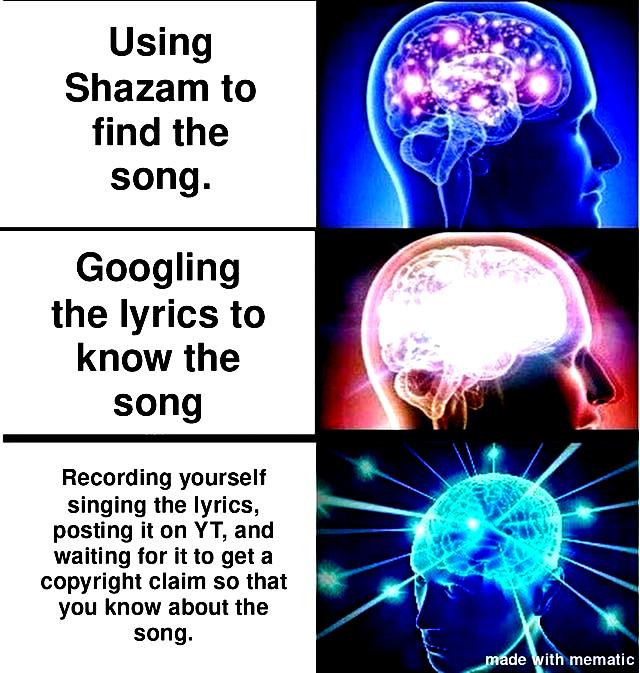 Using
Shazam to
find the
song.
Googling
the lyrics to
know the
song
Recording yourself
singing the lyrics,
posting it on YT, and
waiting for it to get a
copyright claim so that
you know about the
song.
made with mematic